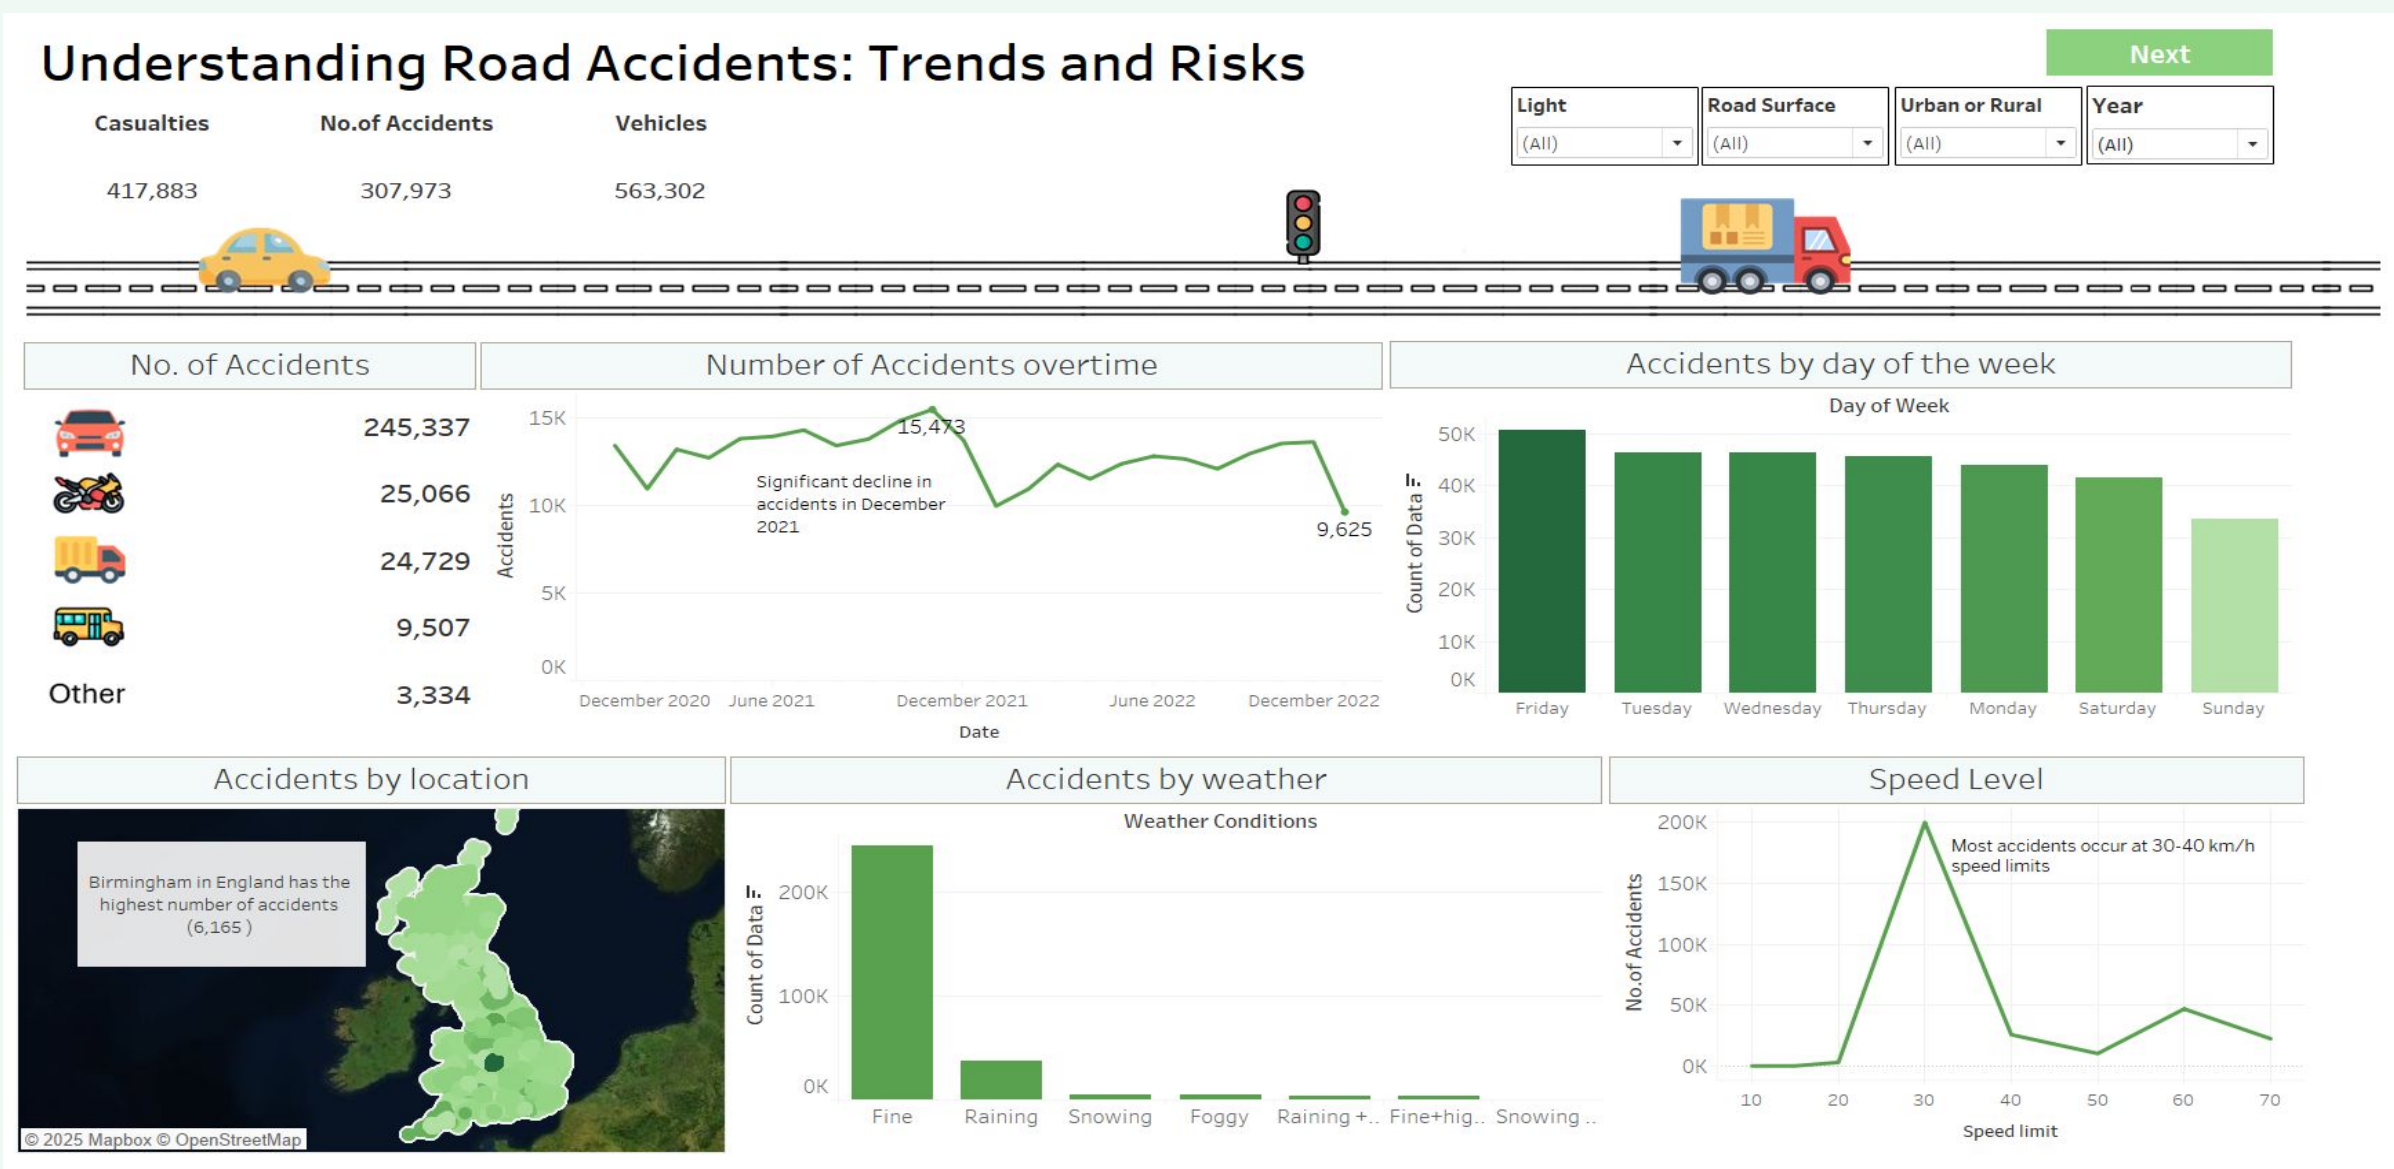 Understanding Road Accidents: Trends and Risks
Next
Casualties
No.of Accidents
Vehicles
417,883
307,973
563,302
Light
Road Surface
Urban or Rural
Year
(All)
(All)
(All)
(All)
No. of Accidents
245,337
25,066
24,729
9,507
Other
3,334
Number of Accidents overtime
Accidents
15K
10K
5K
0K
15,473
Significant decline in
accidents in December
2021
9,625
December 2020
June 2021
December 2021
June 2022
December 2022
Date
Accidents by day of the week
Day of Week
Count of Data
50K
40K
30K
20K
10K
0K
Friday
Tuesday
Wednesday
Thursday
Monday
Saturday
Sunday
Accidents by location
Birmingham in England has the
highest number of accidents
(6,165 )
© 2025 Mapbox © OpenStreetMap
Accidents by weather
Weather Conditions
Count of Data
200K
100K
0K
Fine
Raining
Snowing
Foggy
Raining +..
Fine+hig..
Snowing ..
Speed Level
No.of Accidents
200K
150K
100K
50K
0K
Most accidents occur at 30-40 km/h
speed limits
10
20
30
40
50
60
70
Speed limit